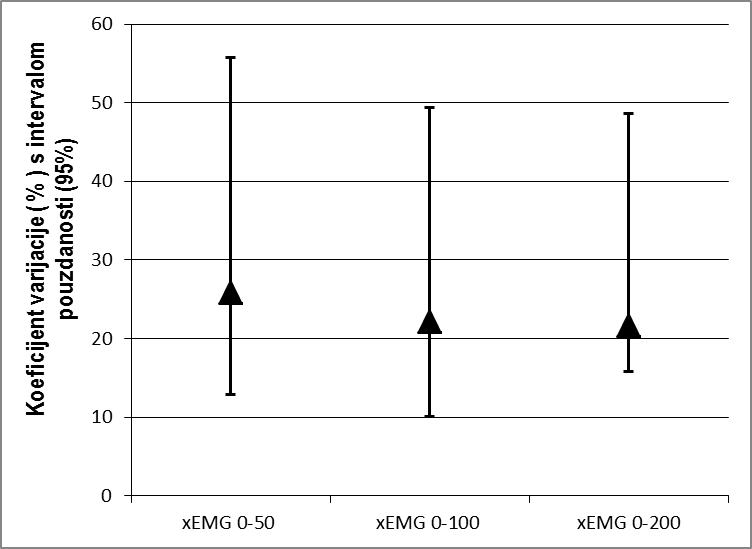 Koeficijent varijacije ( % ) s intervalom
pouzdanosti (95%)
60
50
40
30
20
10
0
xEMG 0-50
xEMG 0-100
xEMG 0-200